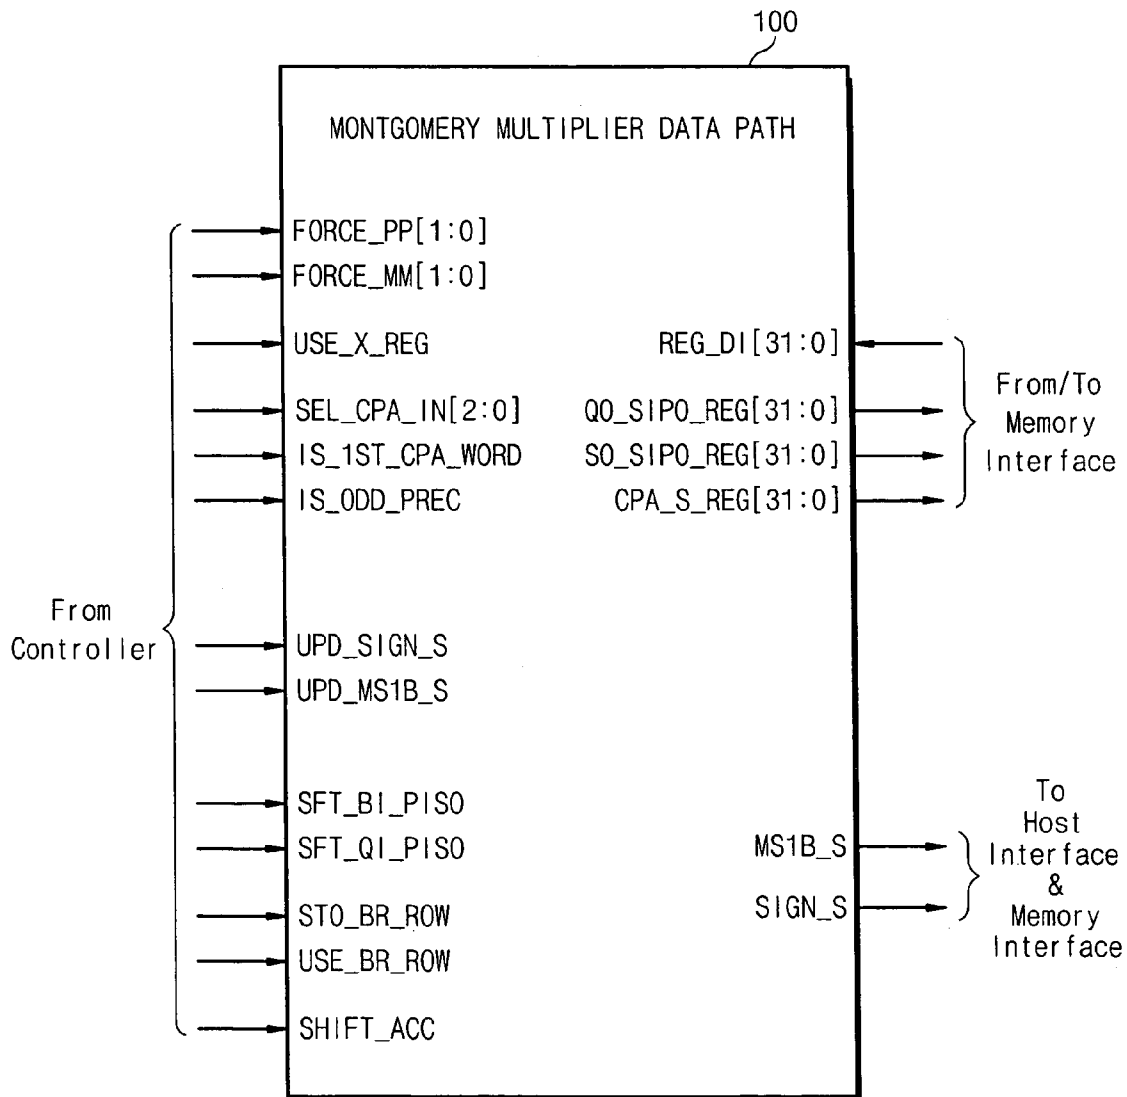 100
MONTGOMERY MULTIPLIER DATA PATH
FORCE_PP[1:0]
FORCE_MM[1:0]
USE_X_REG
SEL_CPA_IN[2:0]
IS_1ST_CPA_WORD
IS_ODD_PREC
UPD_SIGN_S
UPD_MS1B_S
SFT_BI_PISO
SFT_QI_PISO
STO_BR_ROW
USE_BR_ROW
SHIFT_ACC
From
Controller
REG_DI[31:0]
QO_SIPO_REG[31:0]
SO_SIPO_REG[31:0]
CPA_S_REG[31:0]
From/To
Memory
Interface
MS1B_S
SIGN_S
To
Host
Interface
&
Memory
Interface